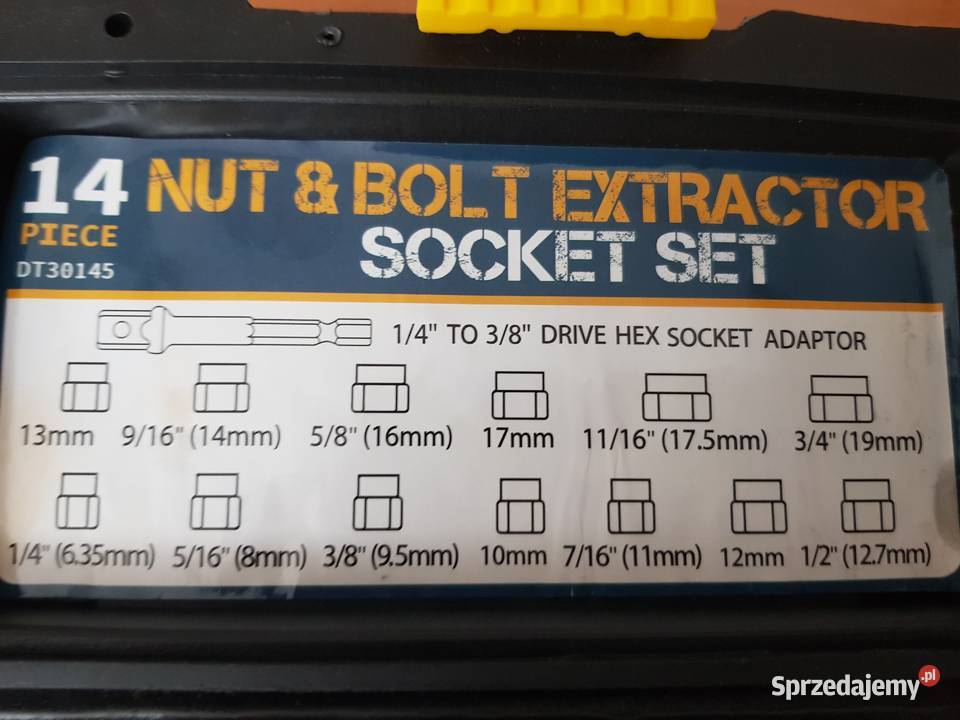 14 NUT & BOLT EXTRACTOR
PIECE SOCKET SET
DT30145
1/4" TO 3/8" DRIVE HEX SOCKET ADAPTOR
13mm 9/16" (14mm) 5/8" (16mm) 17mm 11/16" (17.5mm) 3/4" (19mm)
1/4" (6.35mm) 5/16" (8mm) 3/8" (9.5mm) 10mm 7/16" (11mm) 12mm 1/2" (12.7mm)
Sprzedajemy.pl